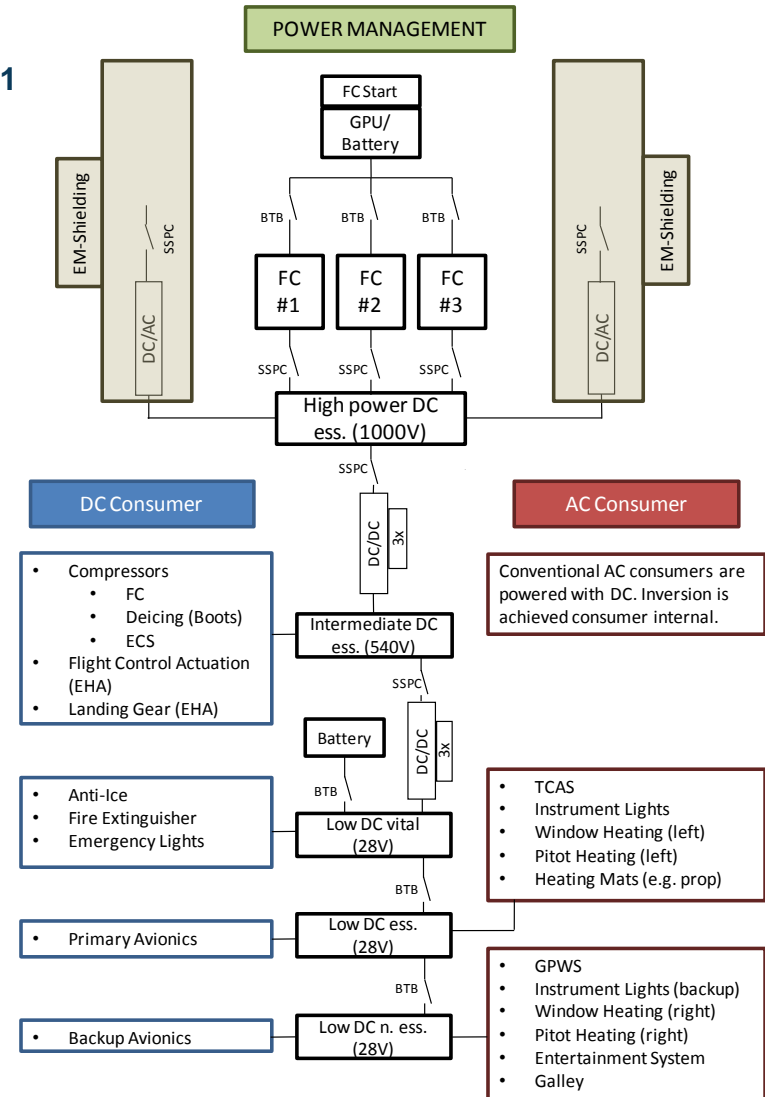 POWER MANAGEMENT
1
FC Start
GPU/
Battery
EM-Shielding
SSPC
DC/AC
BTB
BTB
BTB
SSPC
EM-Shielding
DC/AC
FC
#1
FC
#2
FC
#3
SSPC
SSPC
SSPC
High power DC
ess. (1000V)
SSPC
DC Consumer
AC Consumer
DC/DC
3x
• Compressors
• FC
• Deicing (Boots)
• ECS
• Flight Control Actuation
(EHA)
• Landing Gear (EHA)
Conventional AC consumers are
powered with DC. Inversion is
achieved consumer internal.
Intermediate DC
ess. (540V)
SSPC
Battery
DC/DC
3x
BTB
• Anti-Ice
• Fire Extinguisher
• Emergency Lights
Low DC vital
(28V)
• TCAS
• Instrument Lights
• Window Heating (left)
• Pitot Heating (left)
• Heating Mats (e.g. prop)
BTB
• Primary Avionics
Low DC ess.
(28V)
BTB
• Backup Avionics
Low DC n. ess.
(28V)
• GPWS
• Instrument Lights (backup)
• Window Heating (right)
• Pitot Heating (right)
• Entertainment System
• Galley